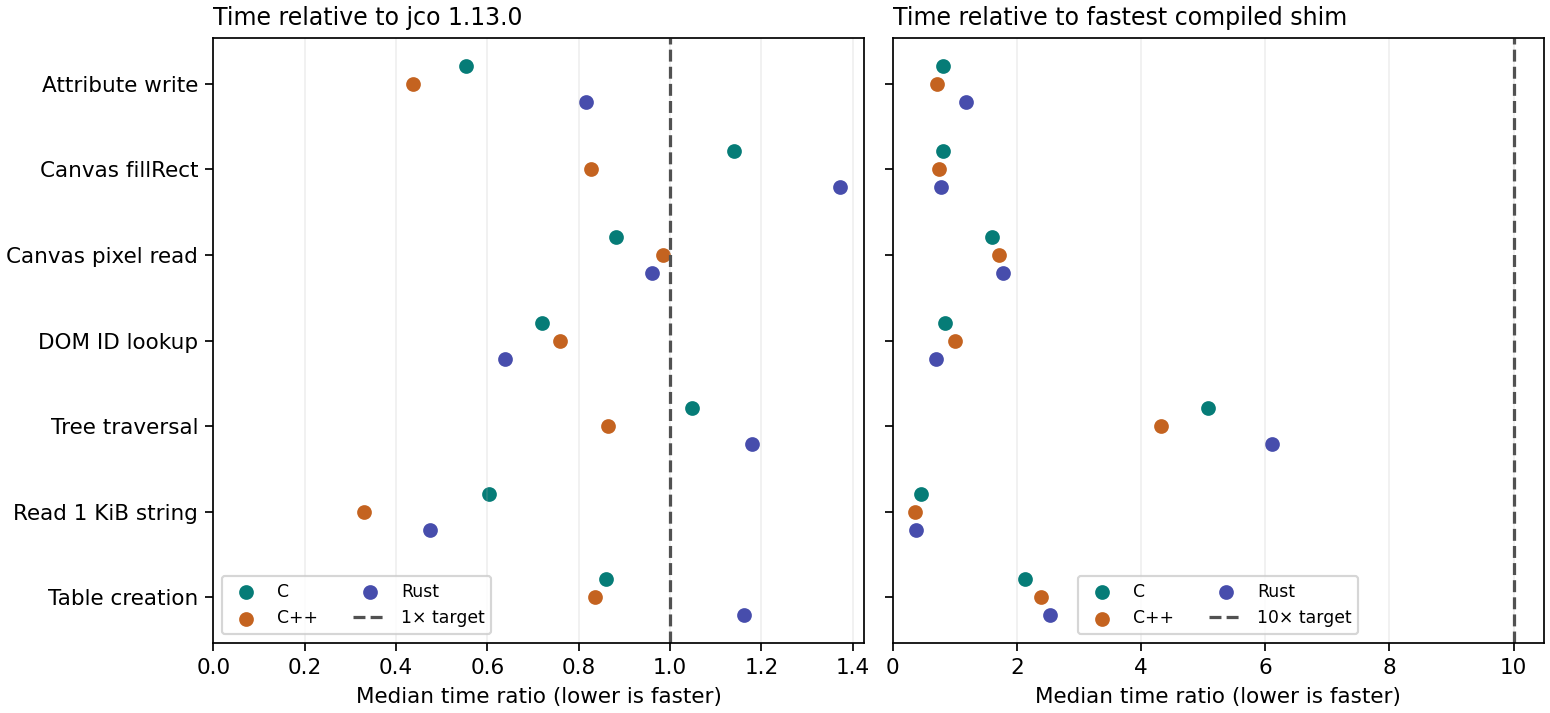 Time relative to jco 1.13.0
Attribute write
Canvas fillRect
Canvas pixel read
DOM ID lookup
Tree traversal
Read 1 KiB string
Table creation
C
C++
Rust
1× target
0.0 0.2 0.4 0.6 0.8 1.0 1.2 1.4
Median time ratio (lower is faster)
Time relative to fastest compiled shim
C
C++
Rust
10× target
0 2 4 6 8 10
Median time ratio (lower is faster)